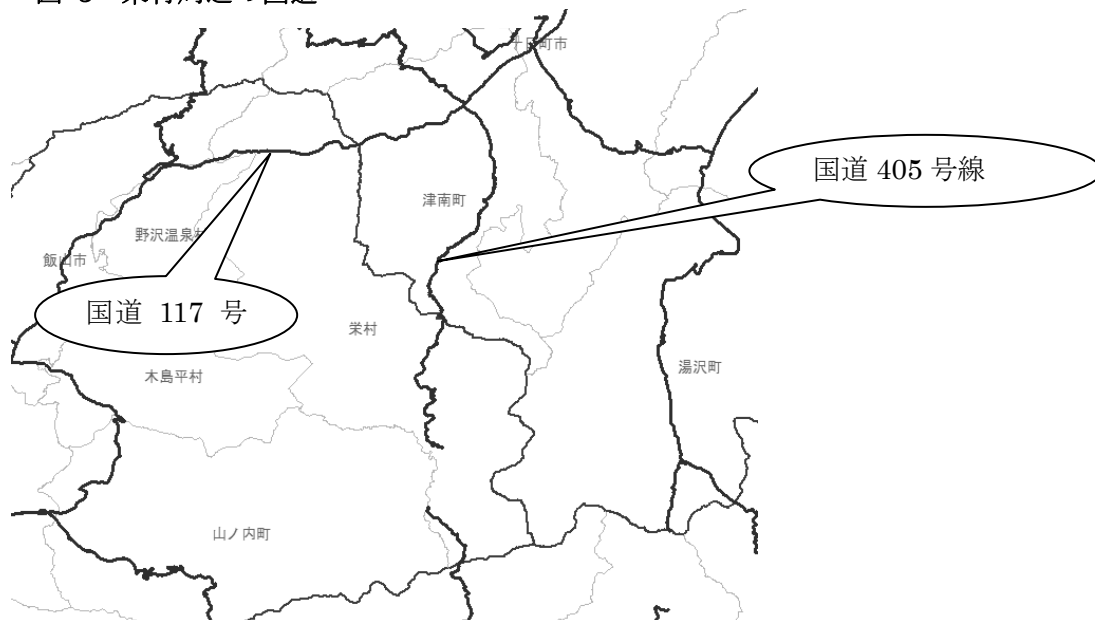 十日町市
国道 405 号線
津南町
野沢温泉村
飯山市
国道 117 号
栄村
湯沢町
木島平村
山ノ内町